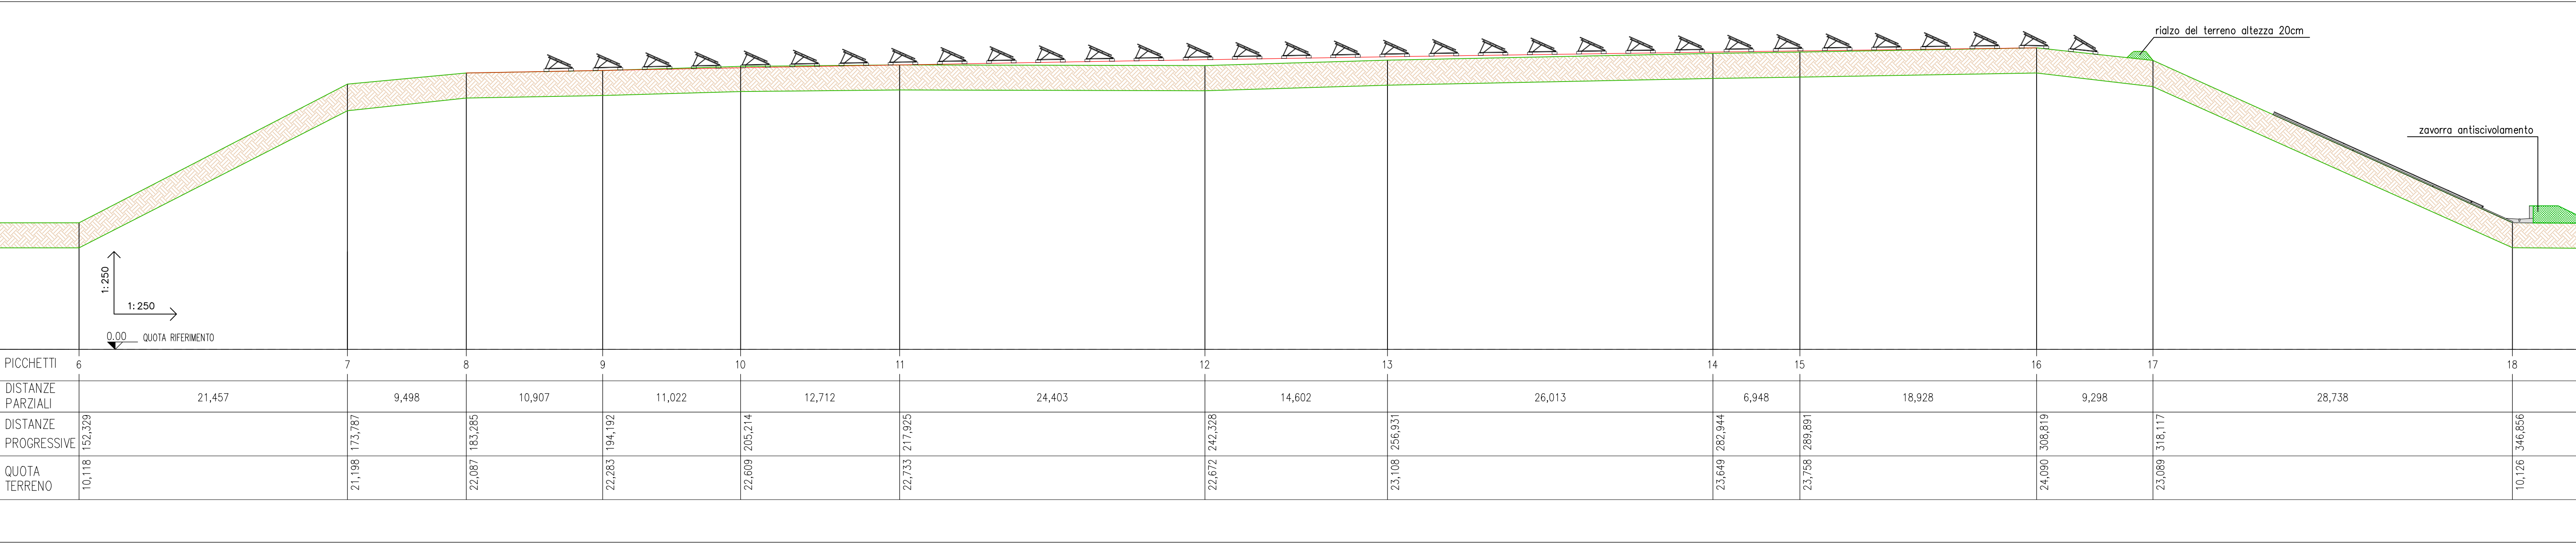 rialzo del terreno altezza 20cm
zavorra antiscivolamento
1:250
1:250
0.00 QUOTA RIFERIMENTO
PICCHETTI 6 7 8 9 10 11 12 13 14 15 16 17 18
DISTANZE
PARZIALI
21,457 9,498 10,907 11,022 12,712 24,403 14,602 26,013 6,948 18,928 9,298 28,738
DISTANZE
PROGRESSIVE
152,329 173,787 183,285 194,192 205,214 217,925 242,328 256,931 282,944 289,891 308,819 318,117 346,856
QUOTA
TERRENO
10,118 21,198 22,087 22,283 22,609 22,733 22,672 23,108 23,649 23,758 24,090 23,089 10,126